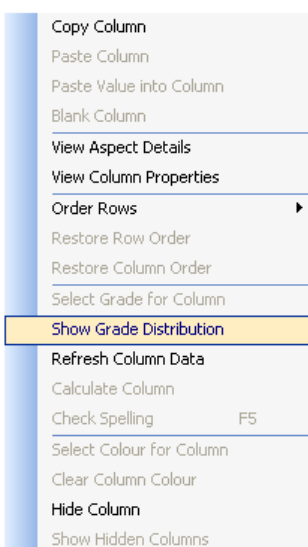 Copy Column
Paste Column
Paste Value into Column
Blank Column
View Aspect Details
View Column Properties
Order Rows
Restore Row Order
Restore Column Order
Select Grade for Column
Show Grade Distribution
Refresh Column Data
Calculate Column
Check Spelling F5
Select Colour for Column
Clear Column Colour
Hide Column
Show Hidden Columns